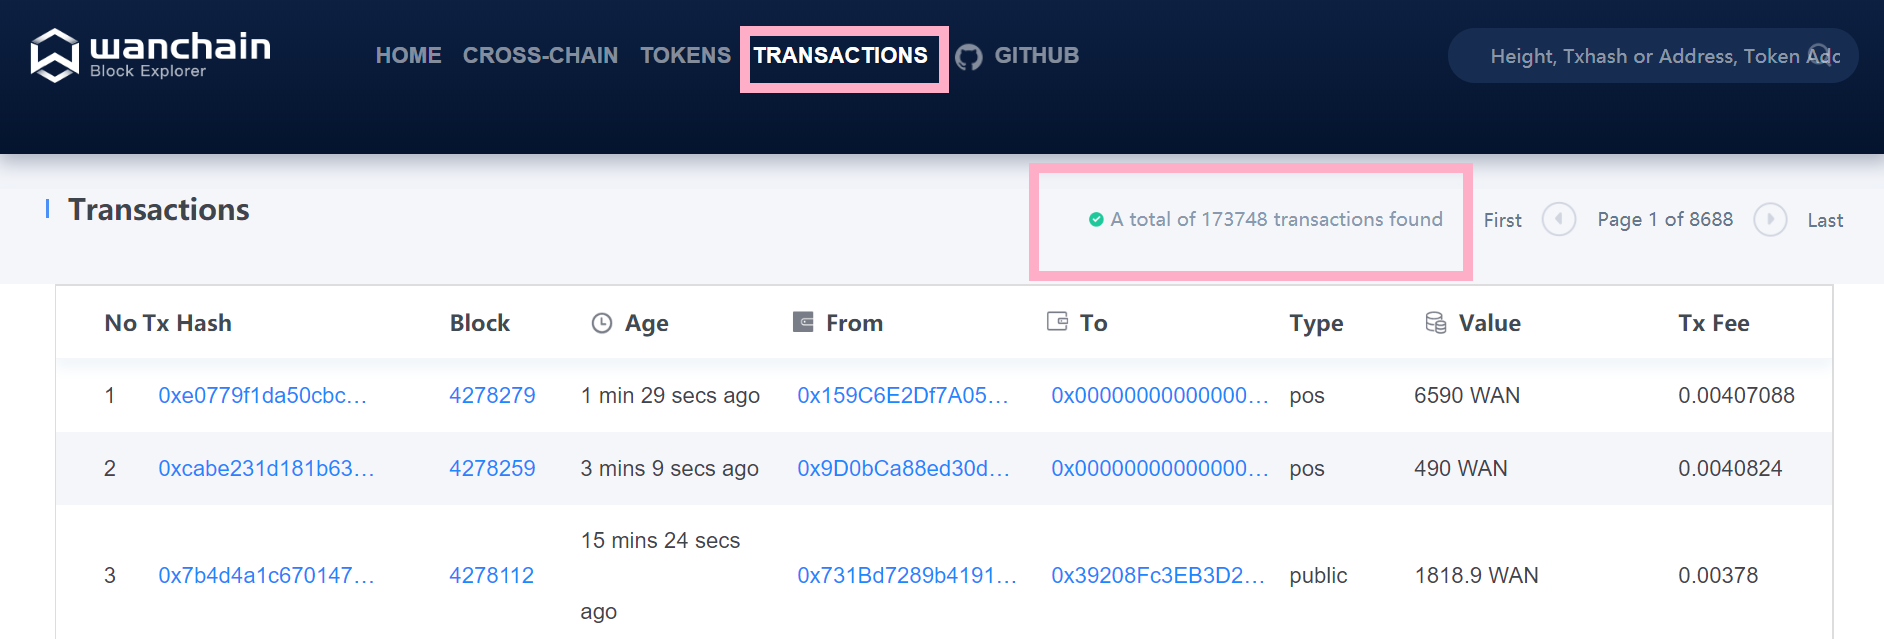 wanchain
Block Explorer
HOME CROSS-CHAIN TOKENS TRANSACTIONS GITHUB
Height, Txhash or Address, Token Adc
Transactions
A total of 173748 transactions found
First Page 1 of 8688 Last
No Tx Hash Block Age From To Type Value Tx Fee
1 0xe0779f1da50cbc... 4278279 1 min 29 secs ago 0x159C6E2Df7A05... 0x00000000000000... pos 6590 WAN 0.00407088
2 0xcabe231d181b63... 4278259 3 mins 9 secs ago 0x9D0bCa88ed30d... 0x00000000000000... pos 490 WAN 0.0040824
3 0x7b4d4a1c670147... 4278112 15 mins 24 secs ago 0x731Bd7289b4191... 0x39208Fc3EB3D2... public 1818.9 WAN 0.00378